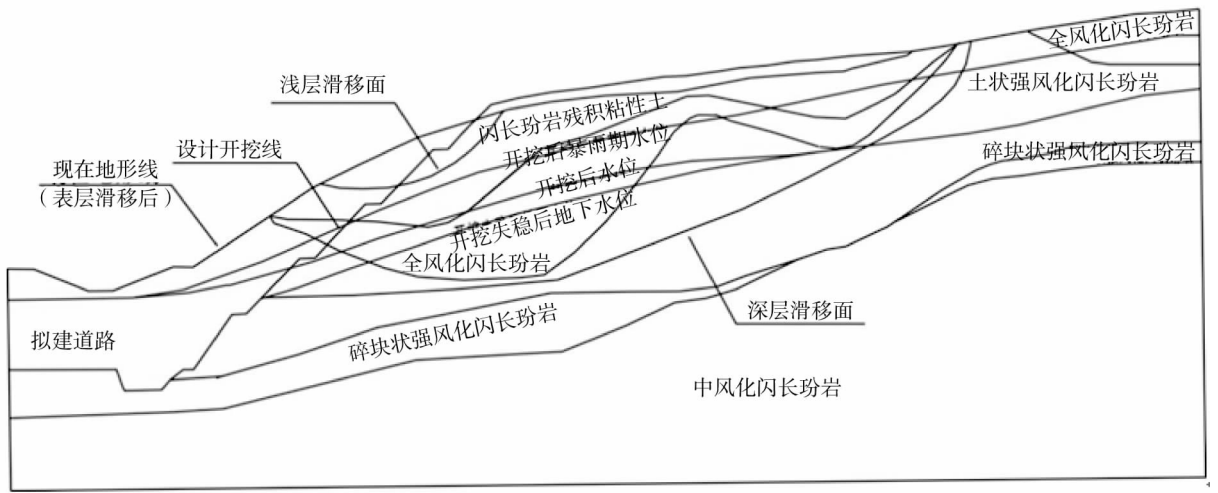 全风化闪长玢岩
土状强风化闪长玢岩
浅层滑移面
闪长玢岩残积粘性土
开挖后暴雨期水位
设计开挖线
碎块状强风化闪长玢岩
现在地形线
（表层滑移后）
开挖后水位
开挖失稳后地下水位
全风化闪长玢岩
深层滑移面
拟建道路
碎块状强风化闪长玢岩
中风化闪长玢岩